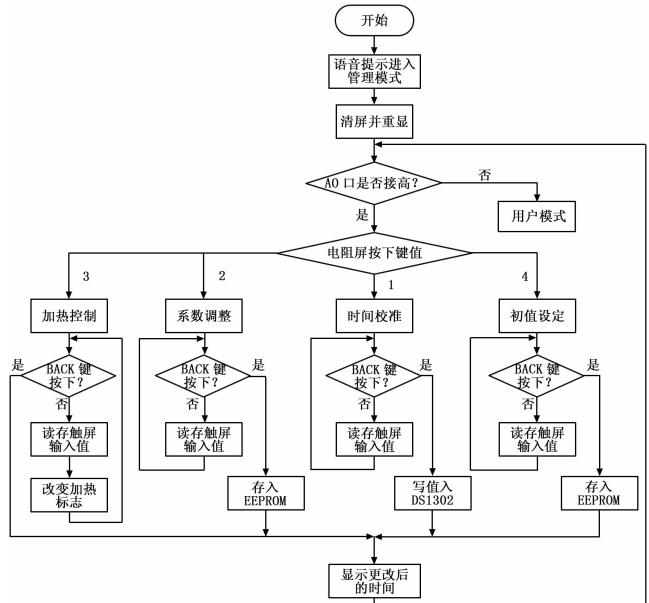 开始
语音提示进入
管理模式
清屏并重显
AO 口是否接高?
否
是
用户模式
电阻屏按下键值
3
2
1
4
加热控制
系数调整
时间校准
初值设定
是
BACK 键
按下?
否
BACK 键
按下?
是
否
BACK 键
按下?
是
否
BACK 键
按下?
是
否
读存触屏
输入值
读存触屏
输入值
读存触屏
输入值
读存触屏
输入值
改变加热
标志
存入
EEPROM
写值入
DS1302
存入
EEPROM
显示更改后
的时间